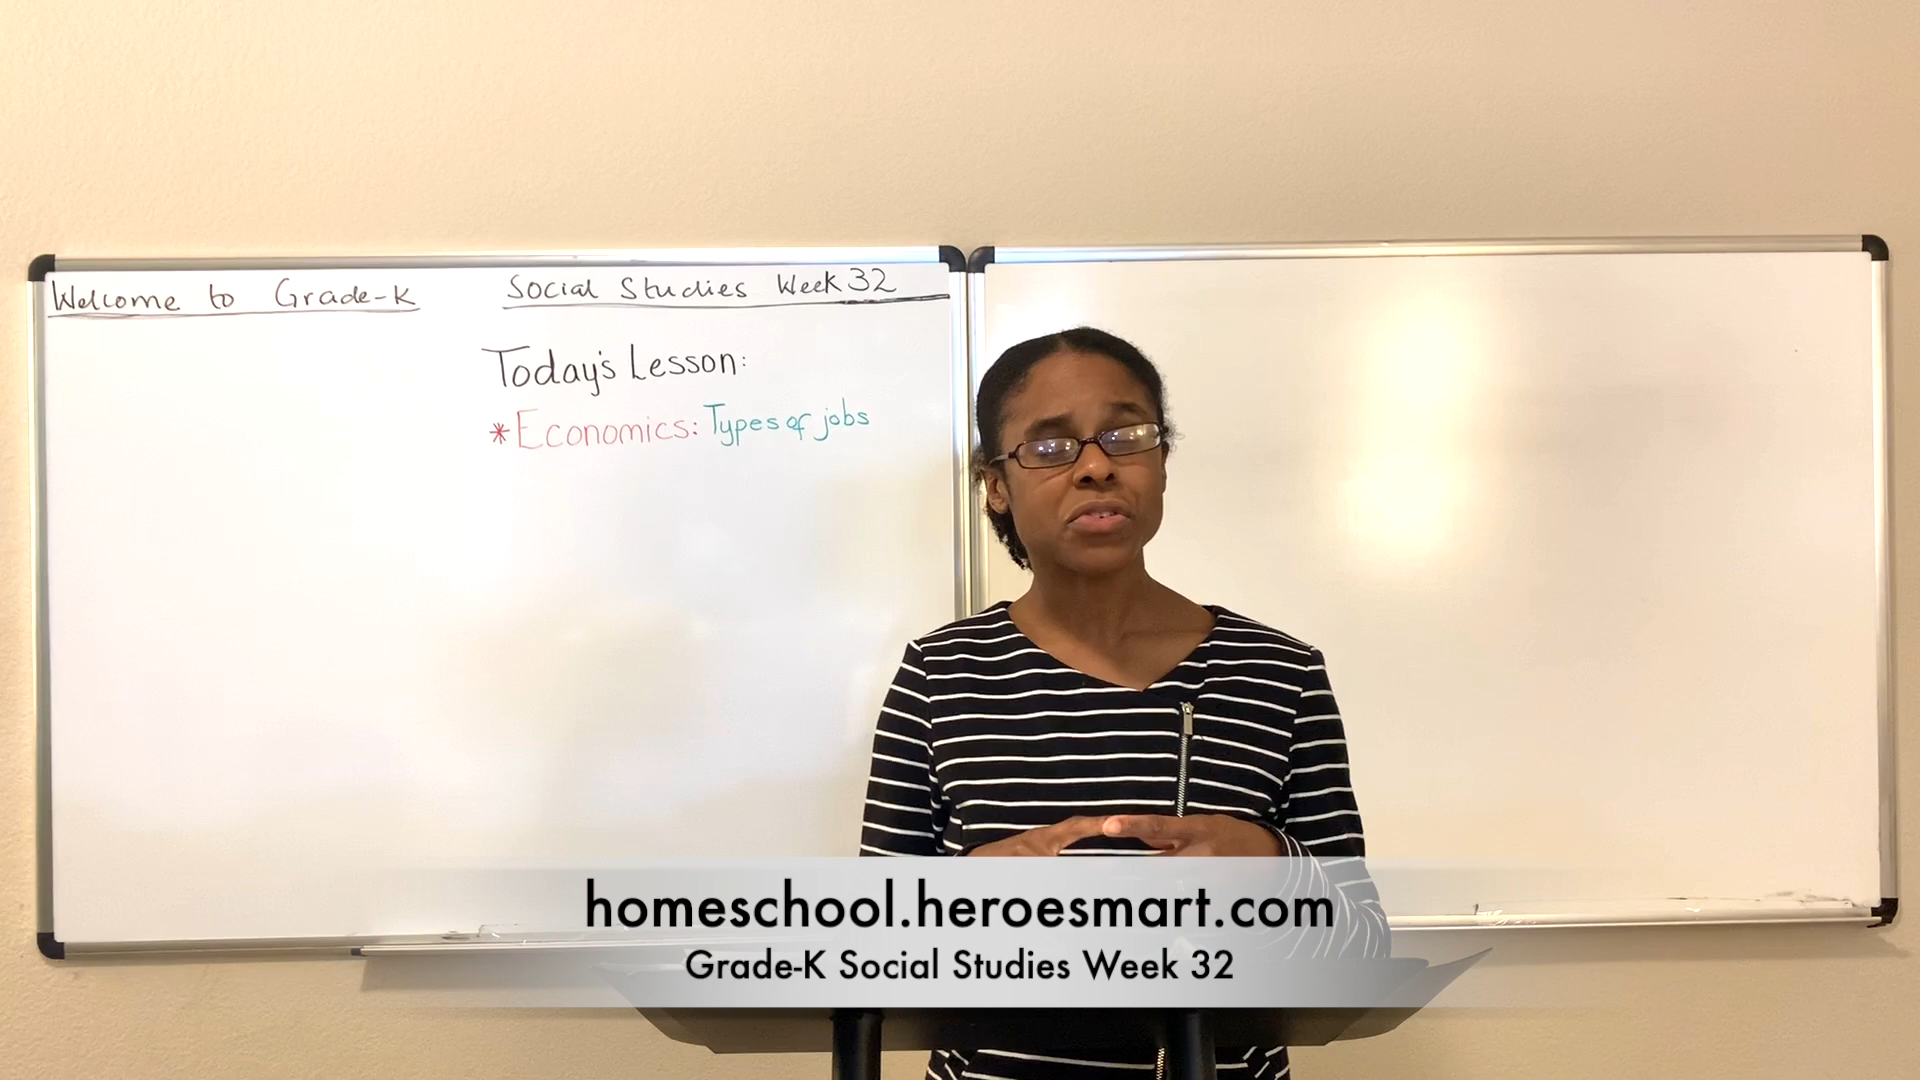 Welcome to Grade-K Social Studies Week 32
Today's Lesson:
* Economics: Types of jobs
homeschool.heroesmart.com
Grade-K Social Studies Week 32